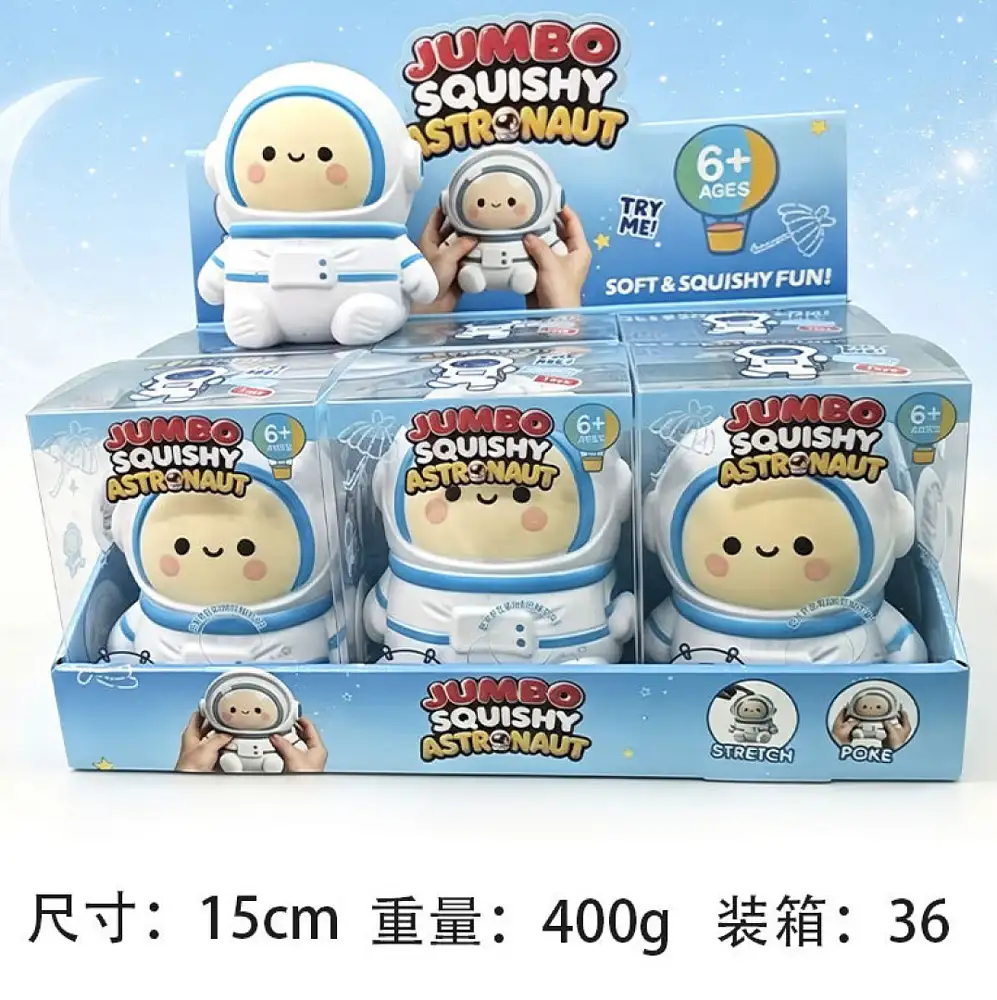 JUMBO
SQUISHY
ASTRONAUT
6+
AGES
TRY
ME!
SOFT & SQUISHY FUN!
JUMBO
SQUISHY
ASTRONAUT
6+
JUMBO
SQUISHY
ASTRONAUT
6+
JUMBO
SQUISHY
ASTRONAUT
6+
JUMBO
SQUISHY
ASTRONAUT
STRETCH
POKE
尺寸：15cm 重量：400g 装箱：36